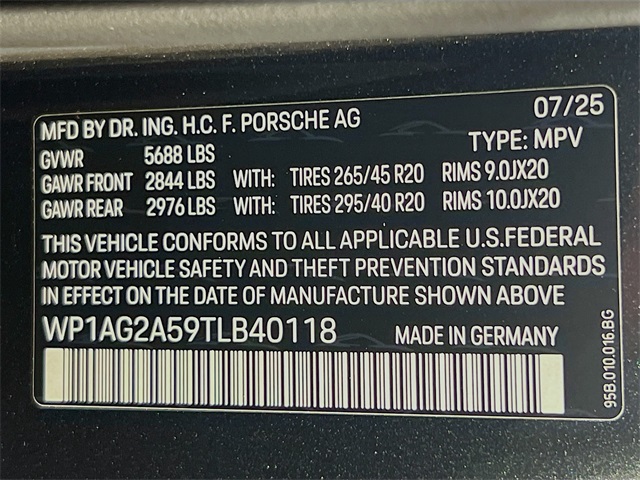 MFD BY DR. ING. H.C. F. PORSCHE AG 07/25
TYPE: MPV
GVWR 5688 LBS
GAWR FRONT 2844 LBS WITH: TIRES 265/45 R20 RIMS 9.0JX20
GAWR REAR 2976 LBS WITH: TIRES 295/40 R20 RIMS 10.0JX20
THIS VEHICLE CONFORMS TO ALL APPLICABLE U.S.FEDERAL
MOTOR VEHICLE SAFETY AND THEFT PREVENTION STANDARDS
IN EFFECT ON THE DATE OF MANUFACTURE SHOWN ABOVE
WP1AG2A59TLB40118
95B.010.016.BG